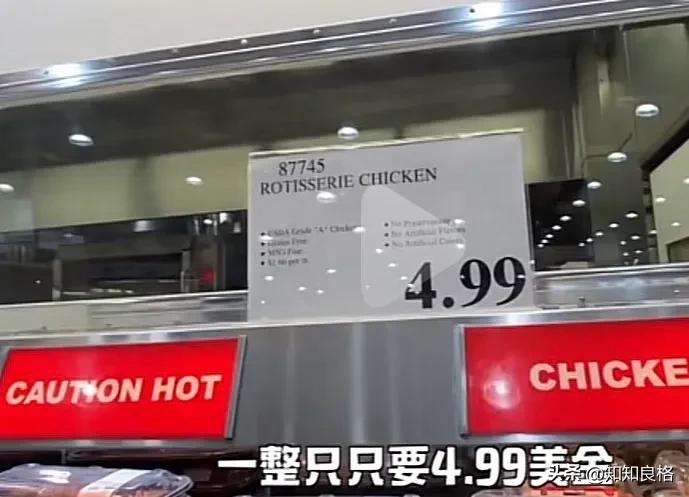 87745
ROTISSERIE CHICKEN
• USDA Grade "A" Chicken
• Gluten Free
• MSG Free
• No Preservatives
• No Artificial Flavors
• No Artificial Colors
4.99
CAUTION HOT
CHICKE
一整只只要4.99美金
头条@知知良格